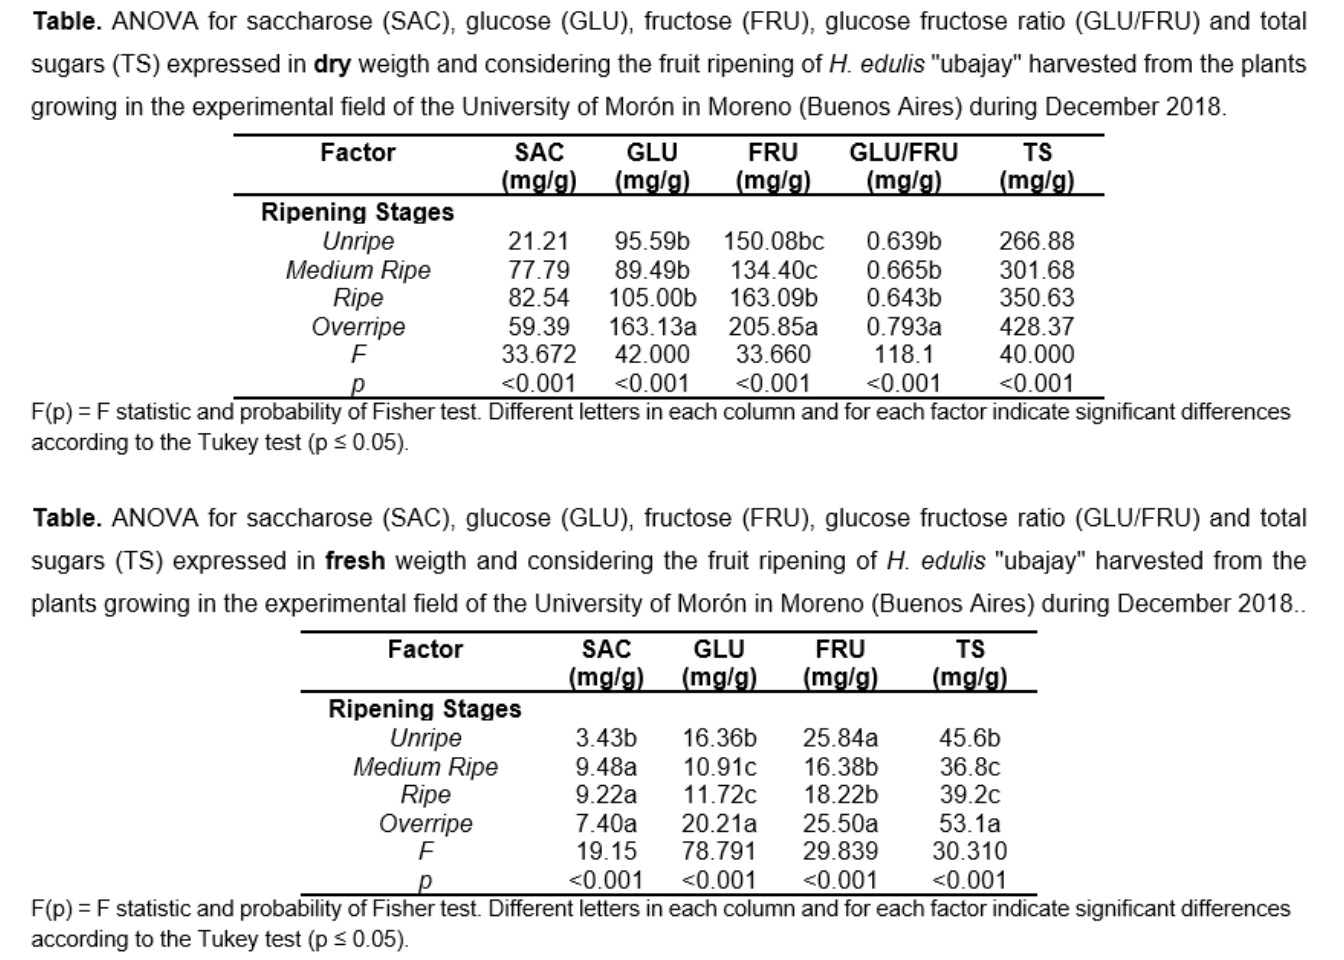 Table. ANOVA for saccharose (SAC), glucose (GLU), fructose (FRU), glucose fructose ratio (GLU/FRU) and total
sugars (TS) expressed in dry weigth and considering the fruit ripening of H. edulis "ubajay" harvested from the plants
growing in the experimental field of the University of Morón in Moreno (Buenos Aires) during December 2018.
Factor SAC GLU FRU GLU/FRU TS
(mg/g) (mg/g) (mg/g) (mg/g) (mg/g)
Ripening Stages
Unripe 21.21 95.59b 150.08bc 0.639b 266.88
Medium Ripe 77.79 89.49b 134.40c 0.665b 301.68
Ripe 82.54 105.00b 163.09b 0.643b 350.63
Overripe 59.39 163.13a 205.85a 0.793a 428.37
F 33.672 42.000 33.660 118.1 40.000
p <0.001 <0.001 <0.001 <0.001 <0.001
F(p) = F statistic and probability of Fisher test. Different letters in each column and for each factor indicate significant differences
according to the Tukey test (p ≤ 0.05).
Table. ANOVA for saccharose (SAC), glucose (GLU), fructose (FRU), glucose fructose ratio (GLU/FRU) and total
sugars (TS) expressed in fresh weigth and considering the fruit ripening of H. edulis "ubajay" harvested from the
plants growing in the experimental field of the University of Morón in Moreno (Buenos Aires) during December 2018..
Factor SAC GLU FRU TS
(mg/g) (mg/g) (mg/g) (mg/g)
Ripening Stages
Unripe 3.43b 16.36b 25.84a 45.6b
Medium Ripe 9.48a 10.91c 16.38b 36.8c
Ripe 9.22a 11.72c 18.22b 39.2c
Overripe 7.40a 20.21a 25.50a 53.1a
F 19.15 78.791 29.839 30.310
p <0.001 <0.001 <0.001 <0.001
F(p) = F statistic and probability of Fisher test. Different letters in each column and for each factor indicate significant differences
according to the Tukey test (p ≤ 0.05).